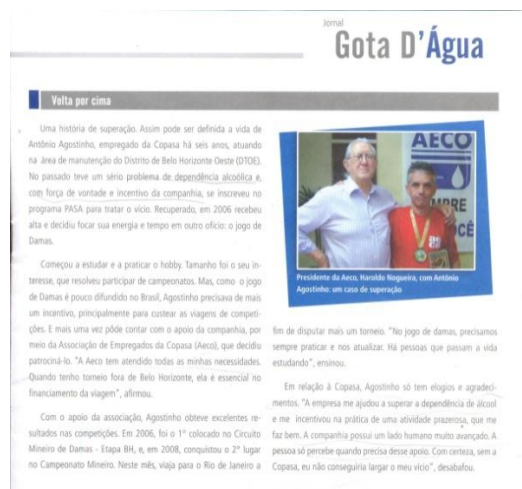 Jornal
Gota D'Água
Volta por cima
Uma história de superação. Assim pode ser definida a vida de
Antônio Agostinho, empregado da Copasa há seis anos, atuando
na área de manutenção do Distrito de Belo Horizonte Oeste (DTOE).
No passado teve um sério problema de dependência alcoólica e,
com força de vontade e incentivo da companhia, se inscreveu no
programa PASA para tratar o vício. Recuperado, em 2006 recebeu
alta e decidiu focar sua energia e tempo em outro ofício: o jogo de
Damas.
Começou a estudar e a praticar o hobby. Tamanho foi o seu in-
teresse, que resolveu participar de campeonatos. Mas, como o jogo
de Damas é pouco difundido no Brasil, Agostinho precisava de mais
um incentivo, principalmente para custear as viagens de competi-
ções. E mais uma vez pôde contar com o apoio da companhia, por
meio da Associação de Empregados da Copasa (Aeco), que decidiu
patrociná-lo. "A Aeco tem atendido todas as minhas necessidades.
Quando tenho torneio fora de Belo Horizonte, ela é essencial no
financiamento da viagem", afirmou.
Com o apoio da associação, Agostinho obteve excelentes re-
sultados nas competições. Em 2006, foi o 1º colocado no Circuito
Mineiro de Damas - Etapa BH, e, em 2008, conquistou o 2º lugar
no Campeonato Mineiro. Neste mês, viaja para o Rio de Janeiro a
AECO
Presidente da Aeco, Haroldo Nogueira, com Antônio
Agostinho: um caso de superação
fim de disputar mais um torneio. "No jogo de damas, precisamos
sempre praticar e nos atualizar. Há pessoas que passam a vida
estudando", ensinou.
Em relação à Copasa, Agostinho só tem elogios e agradeci-
mentos. "A empresa me ajudou a superar a dependência de álcool
e me incentivou na prática de uma atividade prazerosa, que me
faz bem. A companhia possui um lado humano muito avançado. A
pessoa só percebe quando precisa desse apoio. Com certeza, sem a
Copasa, eu não conseguiria largar o meu vício", desabafou.